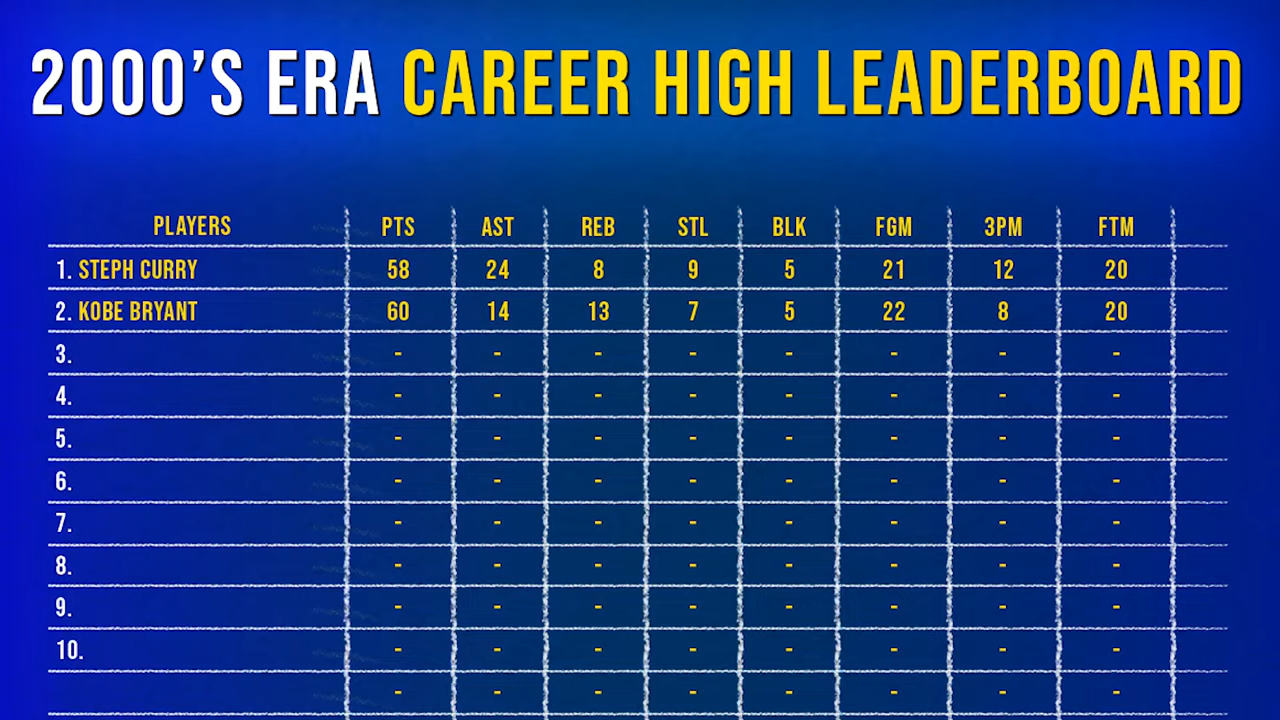 2000'S ERA CAREER HIGH LEADERBOARD
PLAYERS PTS AST REB STL BLK FGM 3PM FTM
1. STEPH CURRY 58 24 8 9 5 21 12 20
2. KOBE BRYANT 60 14 13 7 5 22 8 20
3. - - - - - - - -
4. - - - - - - - -
5. - - - - - - - -
6. - - - - - - - -
7. - - - - - - - -
8. - - - - - - - -
9. - - - - - - - -
10. - - - - - - - -
- - - - - - - -